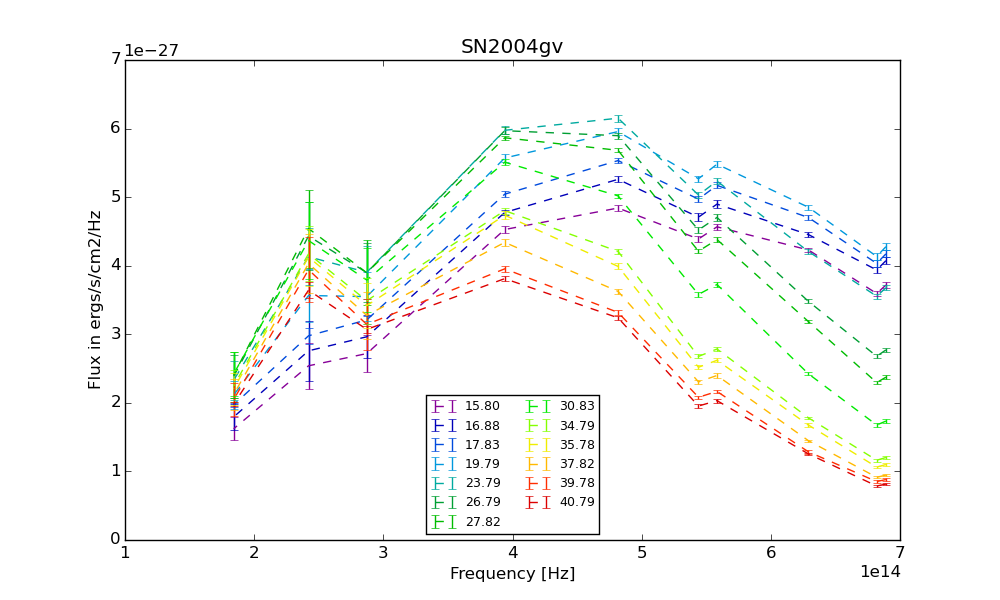 SN2004gv
1e−27
7
6
5
4
3
2
1
0
Flux in ergs/s/cm2/Hz
15.80 30.83
16.88 34.79
17.83 35.78
19.79 37.82
23.79 39.78
26.79 40.79
27.82
1 2 3 4 5 6 7
Frequency [Hz]
1e14